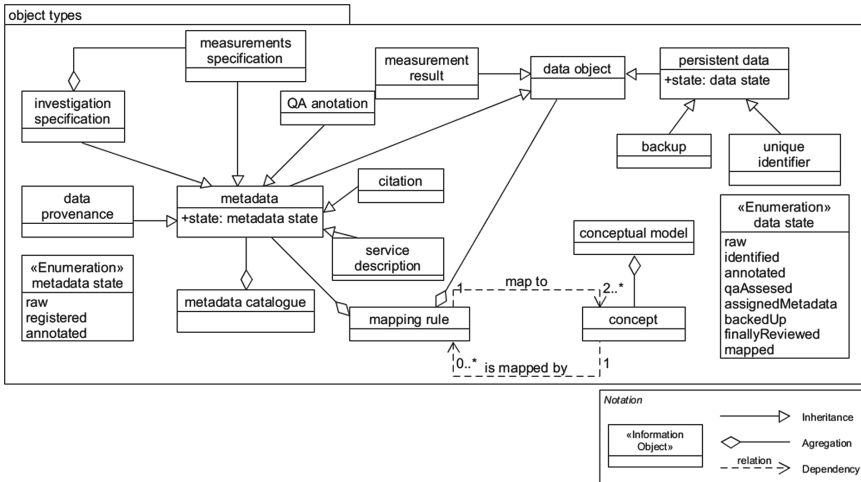 object types
measurements
specification
measurement
result
data object
persistent data
+state: data state
investigation
specification
QA anotation
backup
unique
identifier
data
provenance
metadata
+state: metadata state
citation
service
description
conceptual model
«Enumeration»
data state
raw
identified
annotated
qaAssesed
assignedMetadata
backedUp
finallyReviewed
mapped
«Enumeration»
metadata state
raw
registered
annotated
metadata catalogue
mapping rule
1
map to
2..*
concept
0..*
is mapped by
1
Notation
«Information
Object»
Inheritance
Agregation
relation
Dependency